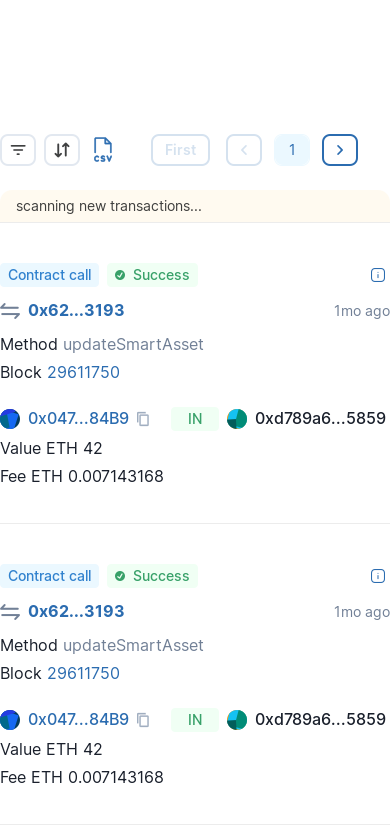 CSV
First
1
scanning new transactions...
Contract call Success
0x62...3193 1mo ago
Method updateSmartAsset
Block 29611750
0x047...84B9 IN 0xd789a6...5859
Value ETH 42
Fee ETH 0.007143168
Contract call Success
0x62...3193 1mo ago
Method updateSmartAsset
Block 29611750
0x047...84B9 IN 0xd789a6...5859
Value ETH 42
Fee ETH 0.007143168